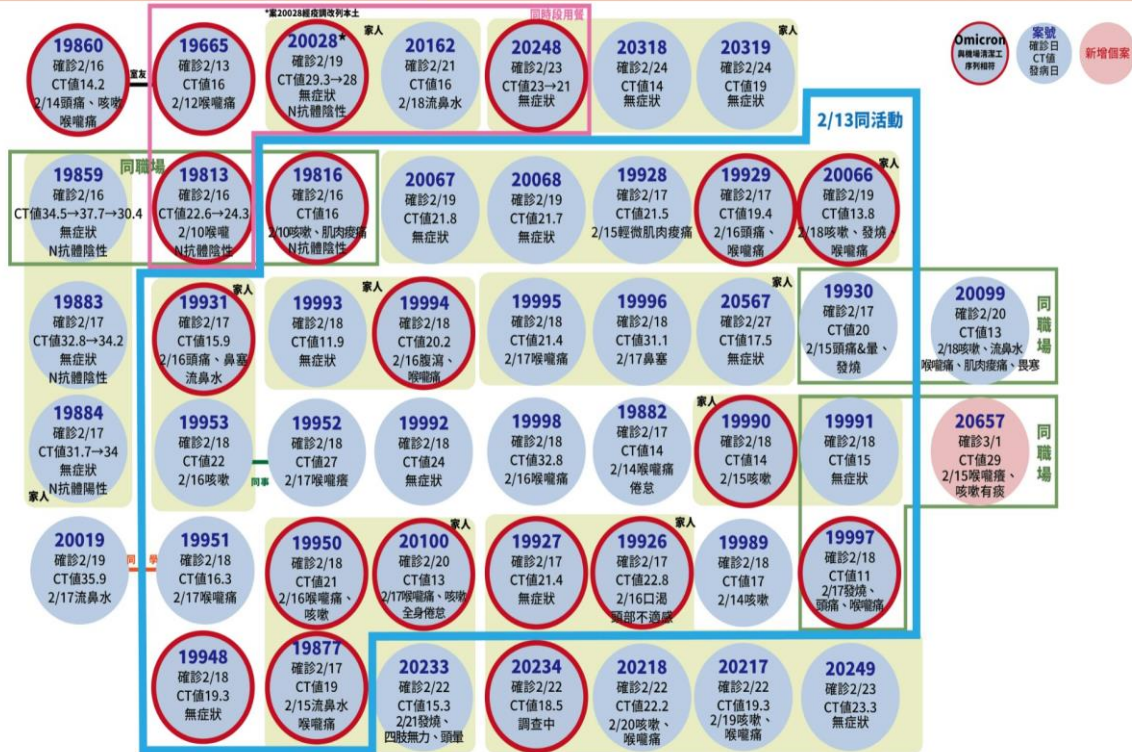 *案20028經疫調改列本土
同時段用餐
家人
19860
確診2/16
CT值14.2
2/14頭痛、咳嗽
喉嚨痛
室友
19665
確診2/13
CT值16
2/12喉嚨痛
20028*
確診2/19
CT值29.3→28
無症狀
N抗體陰性
20162
確診2/21
CT值16
2/18流鼻水
20248
確診2/23
CT值23→21
無症狀
20318
確診2/24
CT值14
無症狀
家人
20319
確診2/24
CT值19
無症狀
Omicron
與機場清潔工
序列相符
案號
確診日
CT值
發病日
新增個案
2/13同活動
同職場
19859
確診2/16
CT值34.5→37.7→30.4
無症狀
N抗體陰性
19813
確診2/16
CT值22.6→24.3
2/10喉嚨
N抗體陰性
19816
確診2/16
CT值16
2/10咳嗽、肌肉痠痛
N抗體陰性
20067
確診2/19
CT值21.8
無症狀
20068
確診2/19
CT值21.7
無症狀
19928
確診2/17
CT值21.5
2/15輕微肌肉痠痛
19929
確診2/17
CT值19.4
2/16頭痛、
喉嚨痛
家人
20066
確診2/19
CT值13.8
2/18咳嗽、發燒、
喉嚨痛
19883
確診2/17
CT值32.8→34.2
無症狀
N抗體陰性
家人
19931
確診2/17
CT值15.9
2/16頭痛、鼻塞
流鼻水
19993
確診2/18
CT值11.9
無症狀
家人
19994
確診2/18
CT值20.2
2/16腹瀉、
喉嚨痛
19995
確診2/18
CT值21.4
2/17喉嚨痛
19996
確診2/18
CT值31.1
2/17鼻塞
家人
20567
確診2/27
CT值17.5
無症狀
19930
確診2/17
CT值20
2/15頭痛&暈、
發燒
20099
確診2/20
CT值13
2/18咳嗽、流鼻水
喉嚨痛、肌肉痠痛、畏寒
同職場
19884
確診2/17
CT值31.7→34
無症狀
N抗體陽性
家人
19953
確診2/18
CT值22
2/16咳嗽
同事
19952
確診2/18
CT值27
2/17喉嚨癢
19992
確診2/18
CT值24
無症狀
19998
確診2/18
CT值32.8
2/16喉嚨痛
19882
確診2/17
CT值14
2/14喉嚨痛
倦怠
家人
19990
確診2/18
CT值14
2/15咳嗽
19991
確診2/18
CT值15
無症狀
20657
確診3/1
CT值29
2/15喉嚨癢、
咳嗽有痰
同職場
20019
確診2/19
CT值35.9
2/17流鼻水
同學
19951
確診2/18
CT值16.3
2/17喉嚨痛
19950
確診2/18
CT值21
2/16喉嚨痛、
咳嗽
家人
20100
確診2/20
CT值13
2/17喉嚨痛、咳嗽
全身倦怠
19927
確診2/17
CT值21.4
無症狀
家人
19926
確診2/17
CT值22.8
2/16口渴
頭部不適感
19989
確診2/18
CT值17
2/14咳嗽
19997
確診2/18
CT值11
2/17發燒、
頭痛、喉嚨痛
19948
確診2/18
CT值19.3
無症狀
19877
確診2/17
CT值19
2/15流鼻水
喉嚨痛
20233
確診2/22
CT值15.3
2/21發燒、
四肢無力、頭暈
20234
確診2/22
CT值18.5
調查中
20218
確診2/22
CT值22.2
2/20咳嗽、
喉嚨痛
20217
確診2/22
CT值19.3
2/19咳嗽、
喉嚨痛
20249
確診2/23
CT值23.3
無症狀